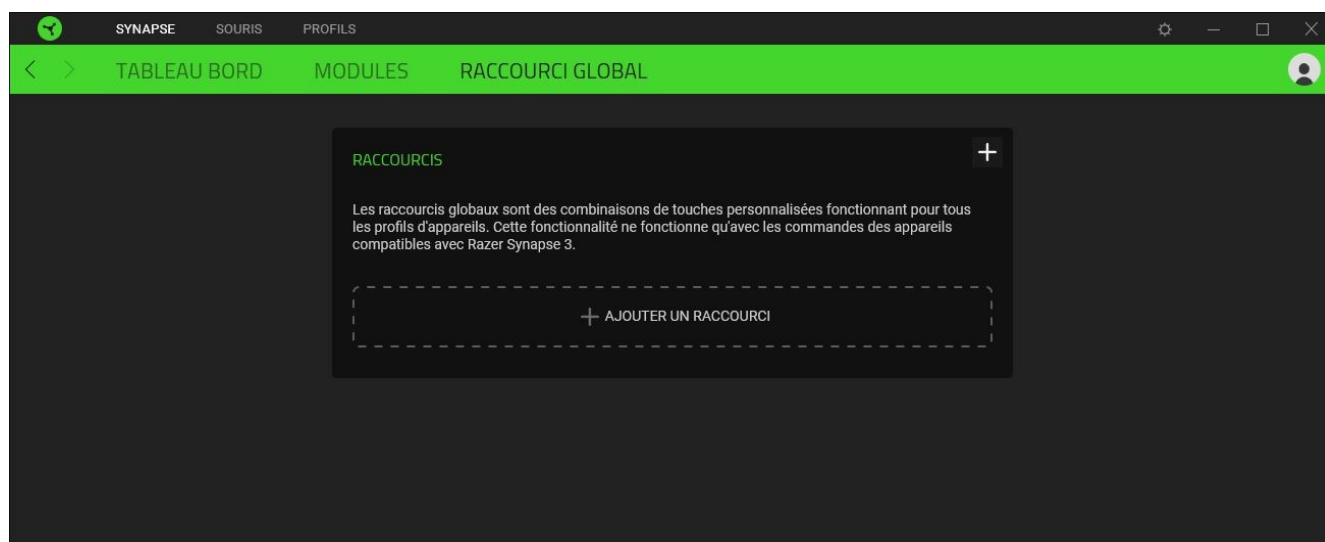 SYNAPSE SOURIS PROFILS
TABLEAU BORD MODULES RACCOURCI GLOBAL
RACCOURCIS
Les raccourcis globaux sont des combinaisons de touches personnalisées fonctionnant pour tous
les profils d'appareils. Cette fonctionnalité ne fonctionne qu'avec les commandes des appareils
compatibles avec Razer Synapse 3.
AJOUTER UN RACCOURCI